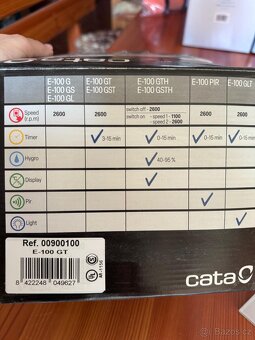 E-100 G
E-100 GS
E-100 GL
E-100 GT
E-100 GST
E-100 GTH
E-100 GSTH
E-100 PIR
E-100 GLT
Speed (r.p.m) 2600 2600 switch off - 2600
switch on - speed 1 - 1100
speed 2 - 2600 2600 2600
Timer 3-15 min 0-15 min 0-15 min 0-15 min
Hygro 40-95 %
Display
Pir
Light
Ref. 00900100
E-100 GT
8 422248 049627
cata
bazos.cz